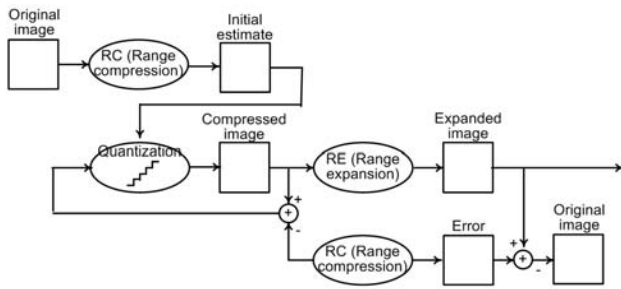 Original
image
RC (Range
compression)
Initial
estimate
Quantization
Compressed
image
RE (Range
expansion)
Expanded
image
+
+
-
RC (Range
compression)
Error
+
+
-
Original
image